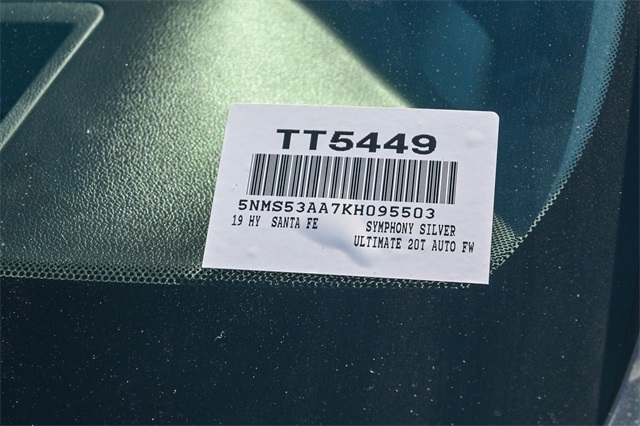 TT5449
5NMS53AA7KH095503
19 HY SANTA FE SYMPHONY SILVER
ULTIMATE 20T AUTO FW